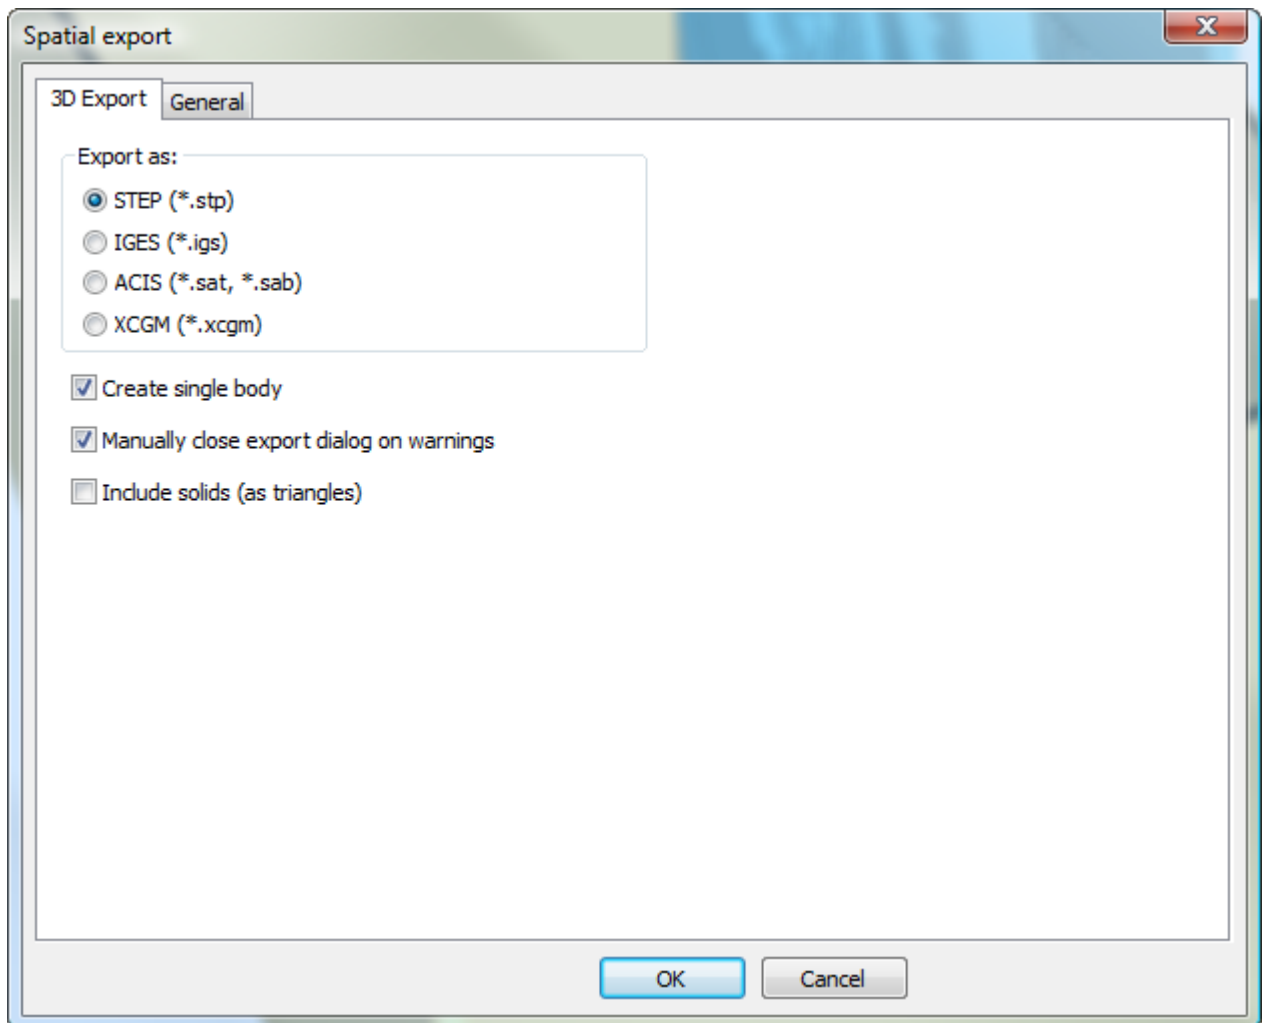 Spatial export
3D Export General
Export as:
STEP (*.stp)
IGES (*.igs)
ACIS (*.sat, *.sab)
XCGM (*.xcgm)
Create single body
Manually close export dialog on warnings
Include solids (as triangles)
OK Cancel